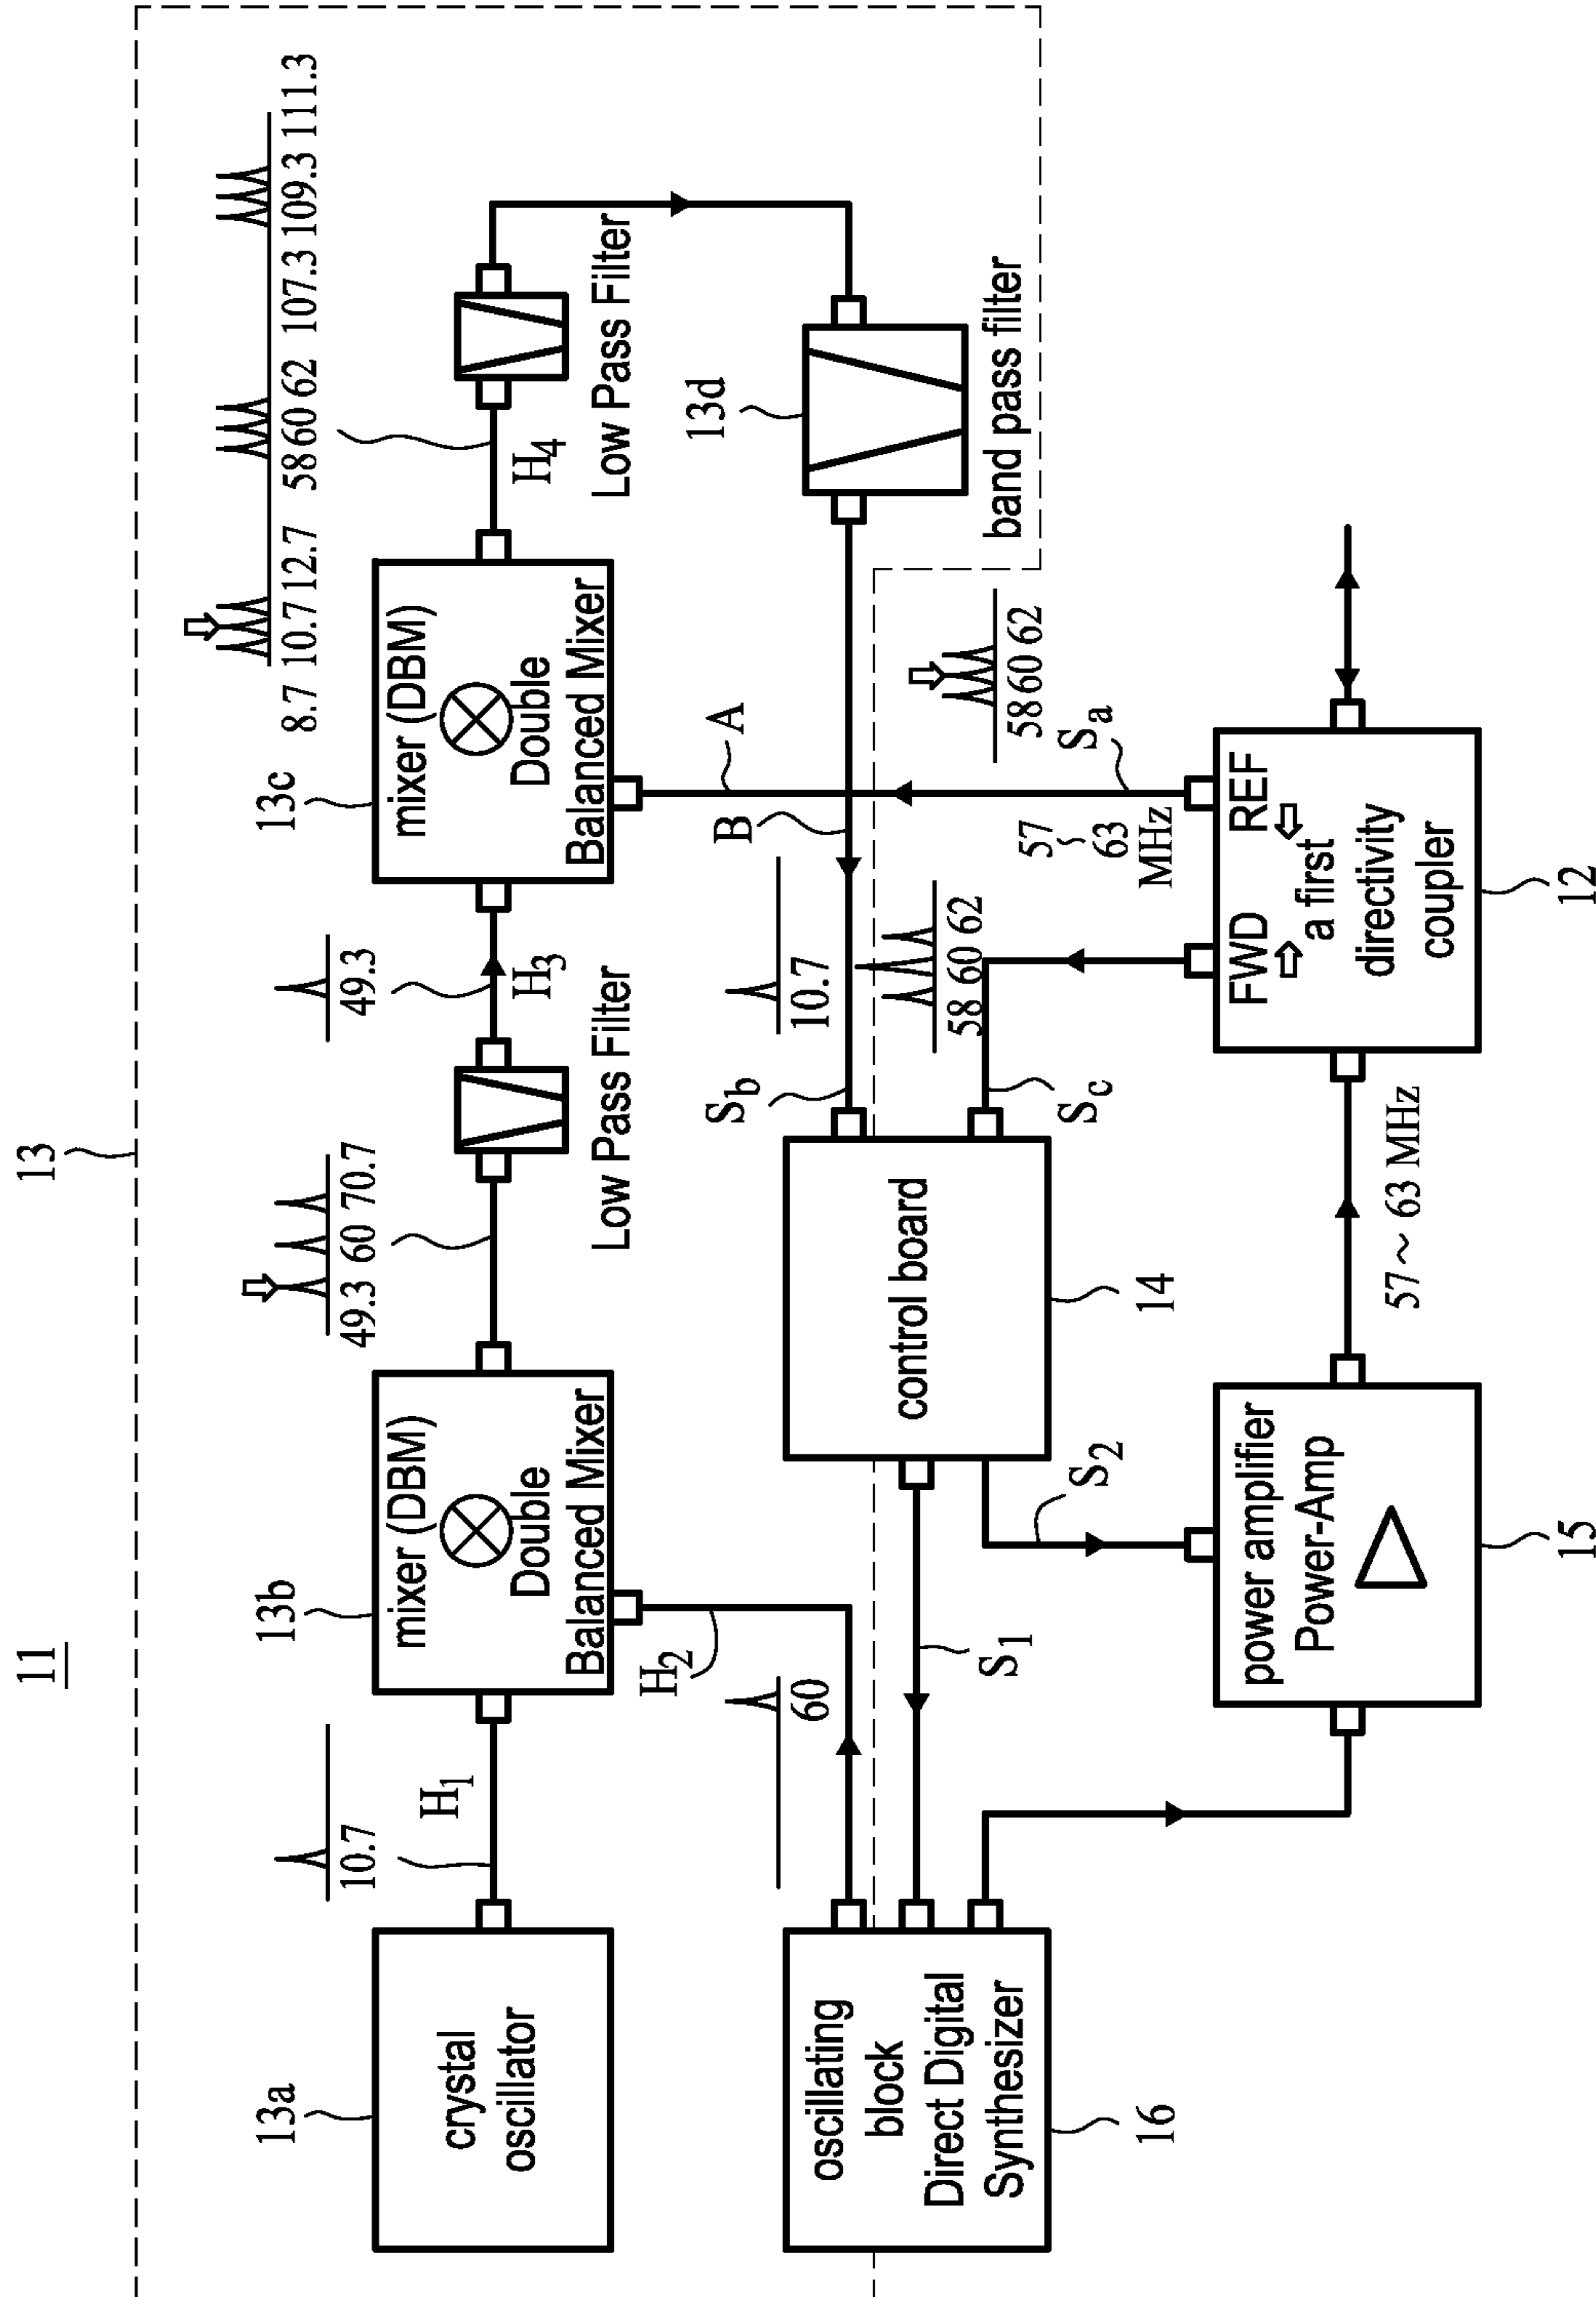 11
13
13a
crystal
oscillator
10.7
H1
13b
mixer (DBM)
Double
Balanced Mixer
49.3 60 70.7
Low Pass Filter
49.3
H3
13c
mixer (DBM)
Double
Balanced Mixer
8.7 10.7 12.7 58 60 62 107.3 109.3 111.3
H4
Low Pass Filter
H2
60
13d
band pass filter
A
B
10.7
Sb
58 60 62
Sc
58 60 62
Sa
57 ~ 63 MHz
oscillating
block
Direct Digital
Synthesizer
16
S1
control board
14
S2
power amplifier
Power-Amp
15
57 ~ 63 MHz
FWD REF
a first
directivity
coupler
12